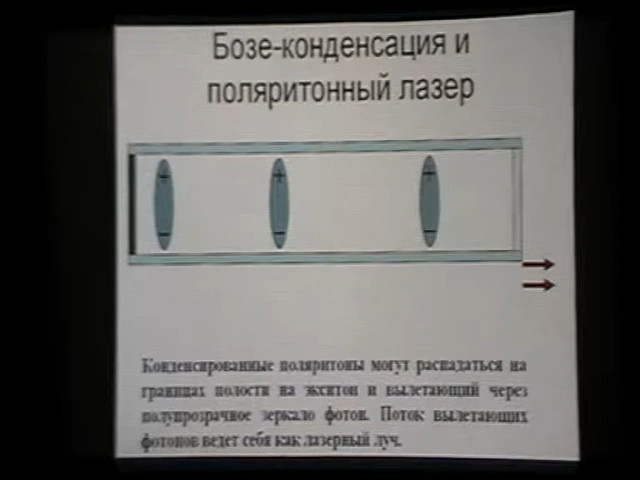 Бозе-конденсация и
поляритонный лазер
+ + +
Конденсированные поляритоны могут распадаться на
границах полости на экситон и вылетающий через
полупрозрачное зеркало фотон. Поток вылетающих
фотонов ведет себя как лазерный луч.